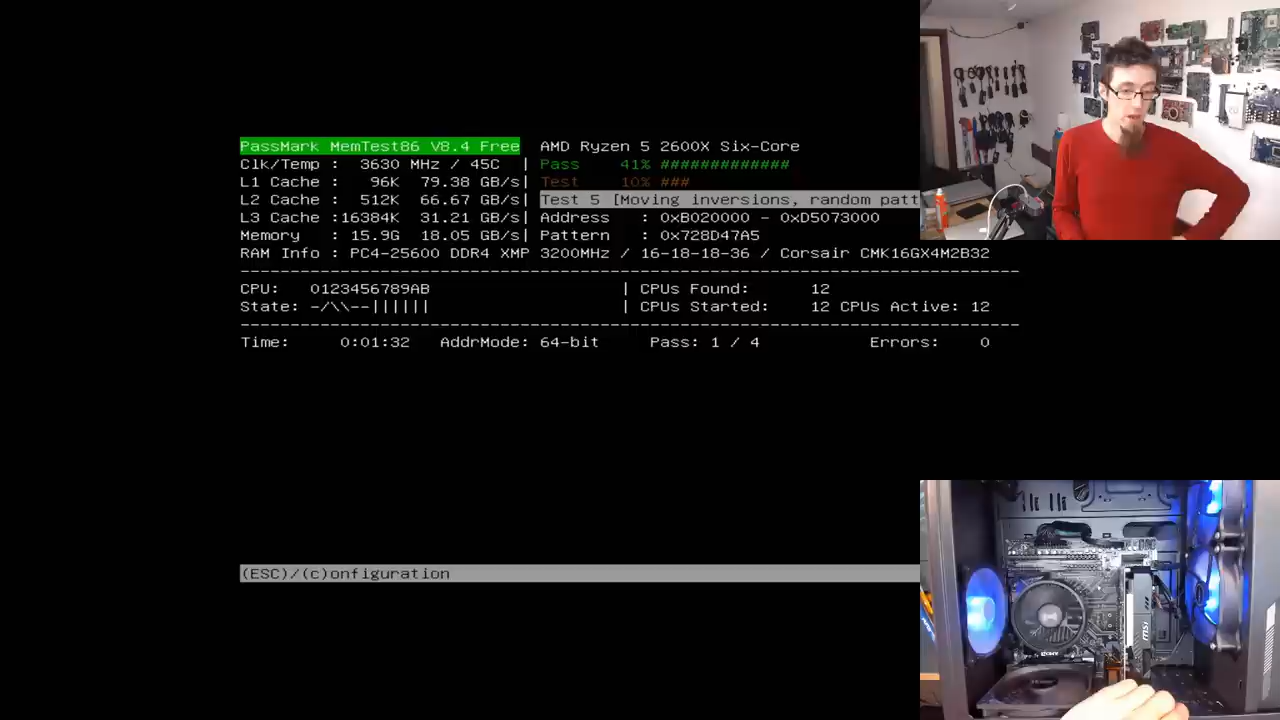 PassMark MemTest86 V8.4 Free AMD Ryzen 5 2600X Six-Core
Clk/Temp : 3630 MHz / 45C | Pass 41% #############
L1 Cache : 96K 79.38 GB/s| Test 10% ###
L2 Cache : 512K 66.67 GB/s| Test 5 [Moving inversions, random patt
L3 Cache :16384K 31.21 GB/s| Address : 0xB020000 - 0xD5073000
Memory : 15.9G 18.05 GB/s| Pattern : 0x728D47A5
RAM Info : PC4-25600 DDR4 XMP 3200MHz / 16-18-18-36 / Corsair CMK16GX4M2B32
CPU: 0123456789AB | CPUs Found: 12
State: -/\\--|||||| | CPUs Started: 12 CPUs Active: 12
Time: 0:01:32 AddrMode: 64-bit Pass: 1 / 4 Errors: 0
(ESC)/(c)onfiguration
msi